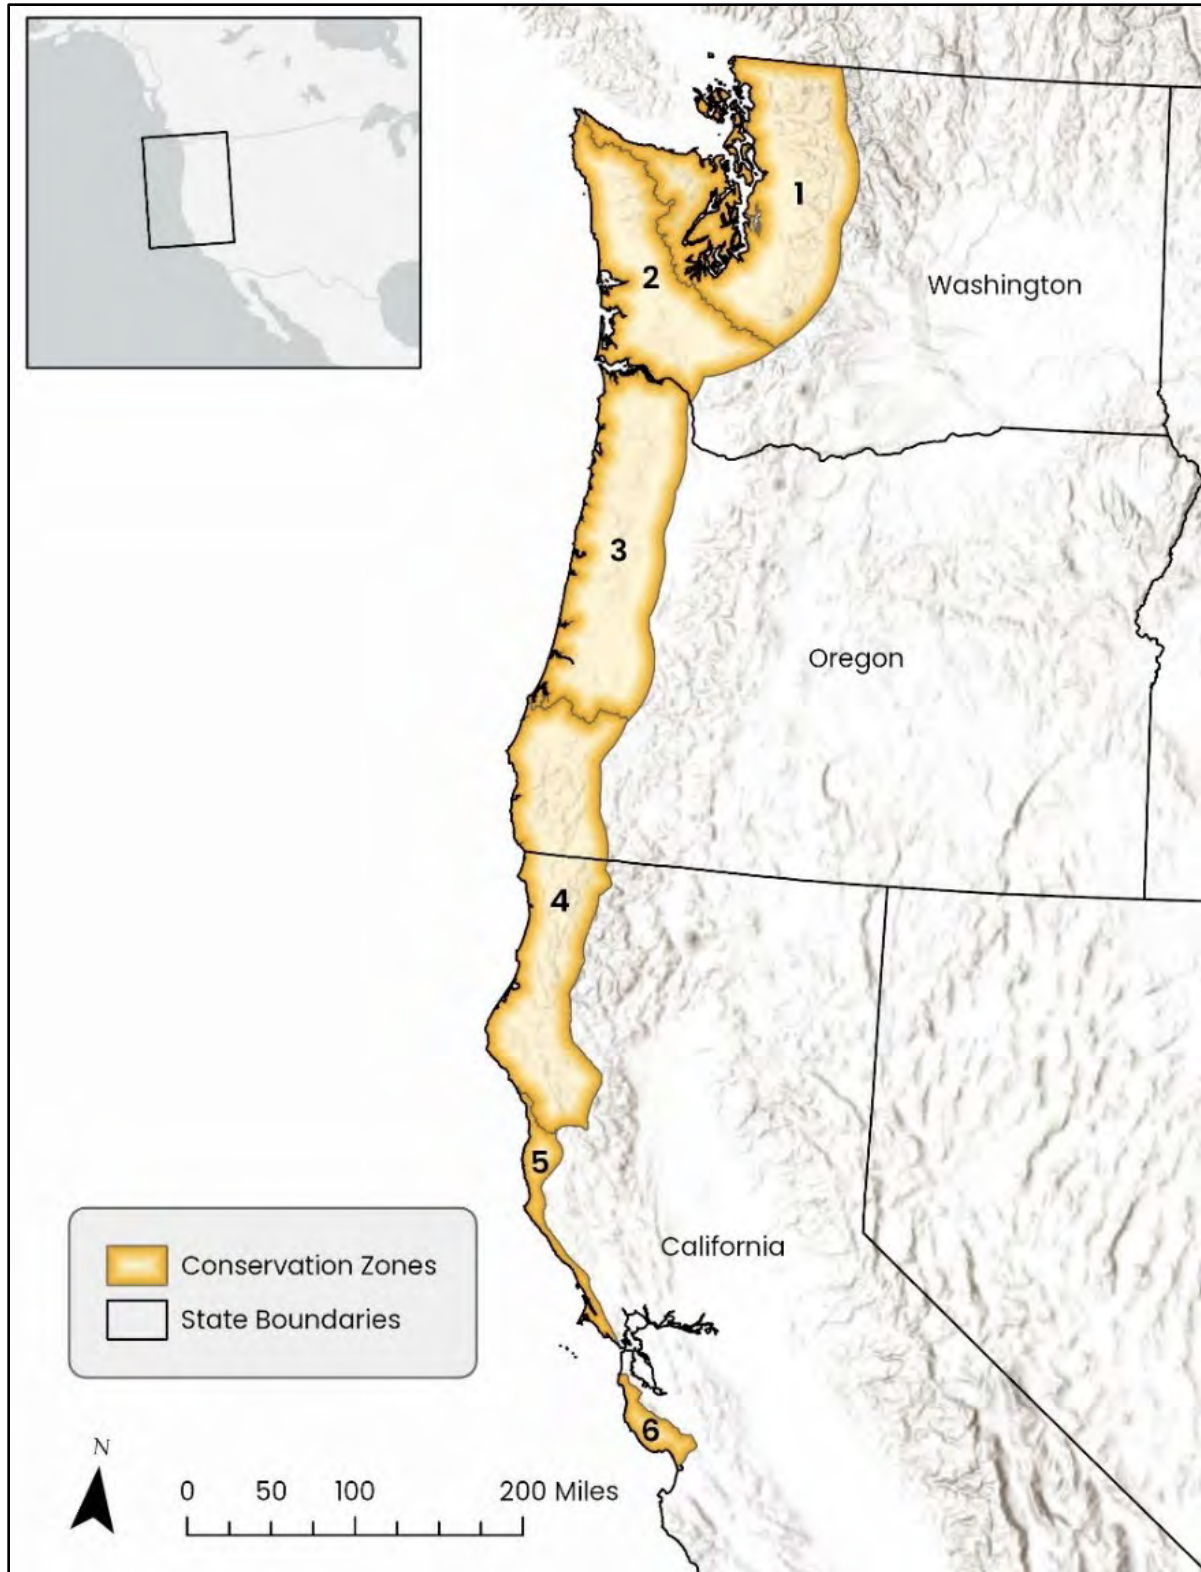 1
2
Washington
3
Oregon
4
5
California
Conservation Zones
State Boundaries
6
N
0 50 100 200 Miles